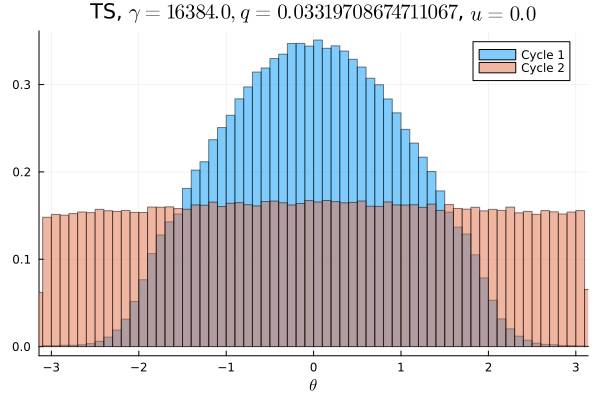 TS, γ = 16384.0, q = 0.03319708674711067, u = 0.0
Cycle 1
Cycle 2
0.3
0.2
0.1
0.0
−3 −2 −1 0 1 2 3
θ